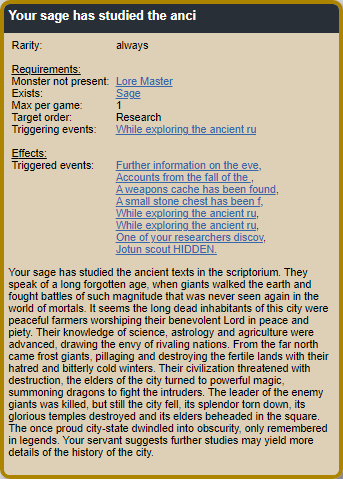 Your sage has studied the anci
Rarity: always
Requirements:
Monster not present: Lore Master
Exists: Sage
Max per game: 1
Target order: Research
Triggering events: While exploring the ancient ru
Effects:
Triggered events: Further information on the eve,
Accounts from the fall of the ,
A weapons cache has been found,
A small stone chest has been f,
While exploring the ancient ru,
While exploring the ancient ru,
One of your researchers discov,
Jotun scout HIDDEN.
Your sage has studied the ancient texts in the scriptorium. They
speak of a long forgotten age, when giants walked the earth and
fought battles of such magnitude that was never seen again in the
world of mortals. It seems the long dead inhabitants of this city were
peaceful farmers worshiping their benevolent Lord in peace and
piety. Their knowledge of science, astrology and agriculture were
advanced, drawing the envy of rivaling nations. From the far north
came frost giants, pillaging and destroying the fertile lands with their
hatred and bitterly cold winters. Their civilization threatened with
destruction, the elders of the city turned to powerful magic,
summoning dragons to fight the intruders. The leader of the enemy
giants was killed, but still the city fell, its splendor torn down, its
glorious temples destroyed and its elders beheaded in the square.
The once proud city-state dwindled into obscurity, only remembered
in legends. Your servant suggests further studies may yield more
details of the history of the city.